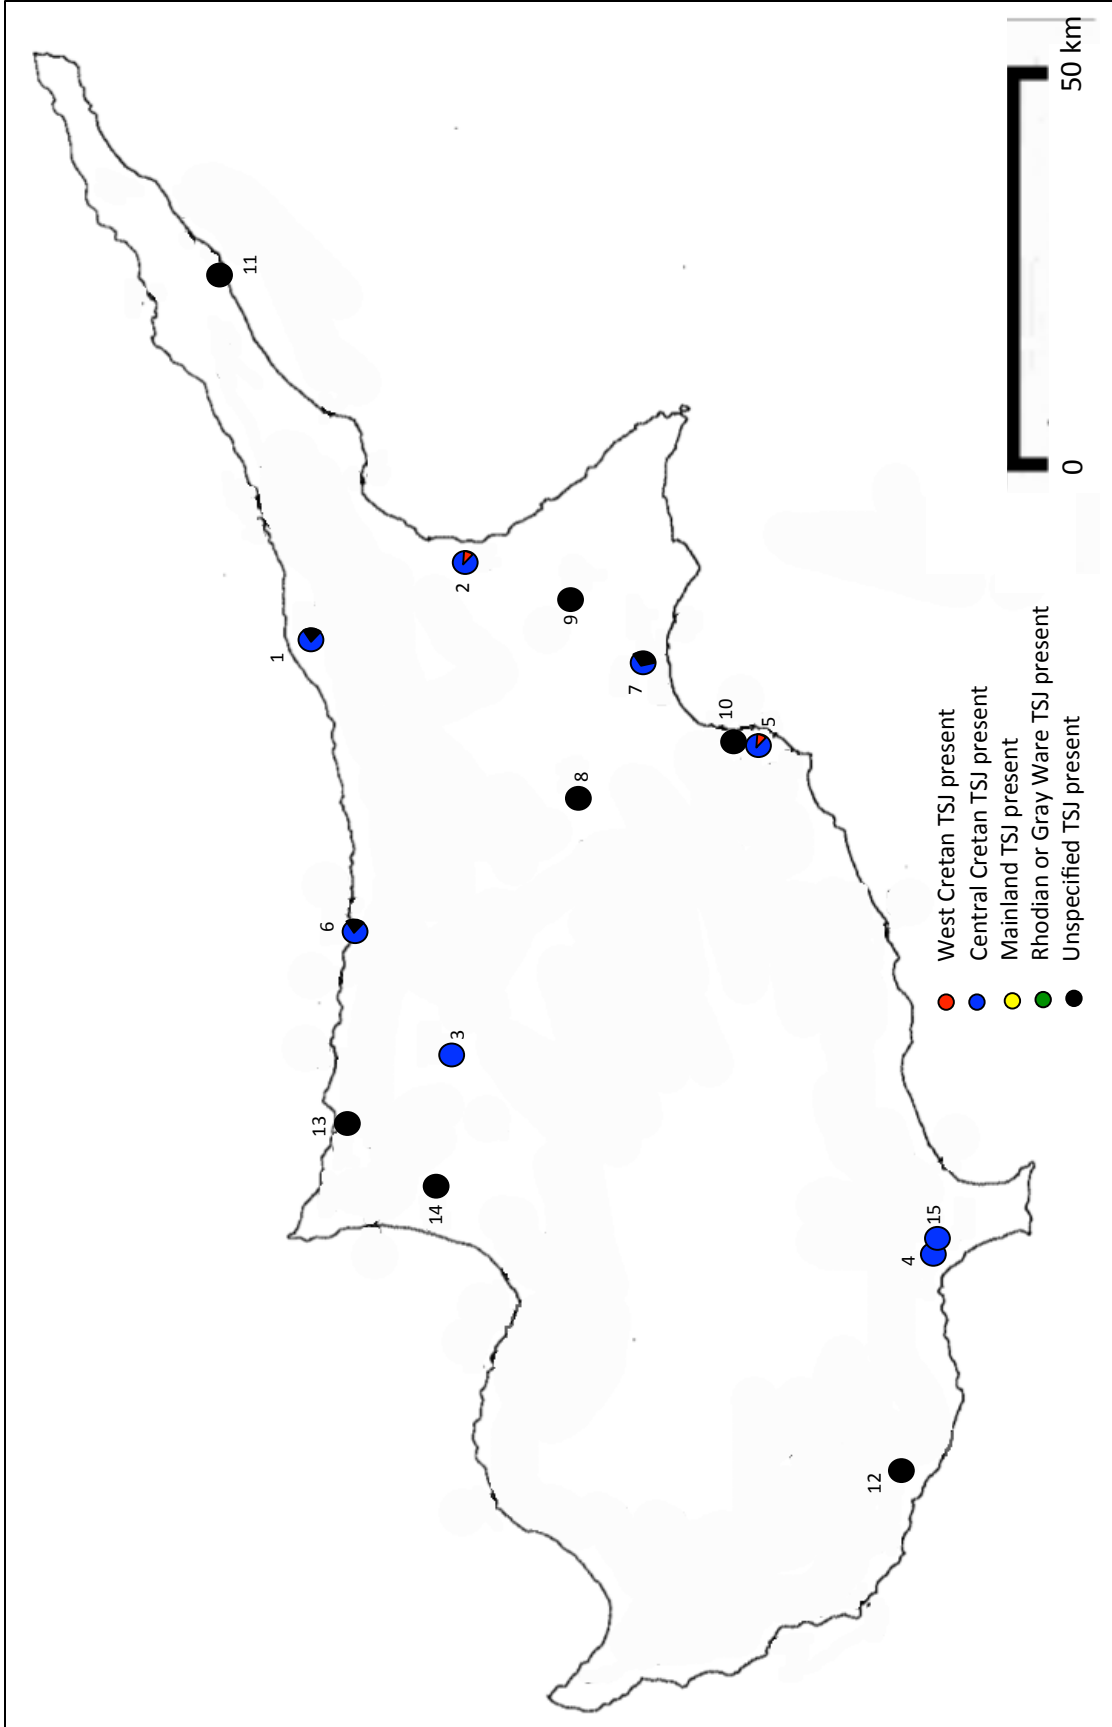 11
1
13
6
14
3
2
9
8
7
10
5
12
4
15
West Cretan TSJ present
Central Cretan TSJ present
Mainland TSJ present
Rhodian or Gray Ware TSJ present
Unspecified TSJ present
0 50 km